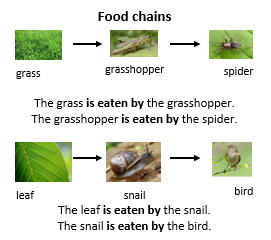 Food chains
grass
grasshopper
spider
The grass is eaten by the grasshopper.
The grasshopper is eaten by the spider.
leaf
snail
bird
The leaf is eaten by the snail.
The snail is eaten by the bird.